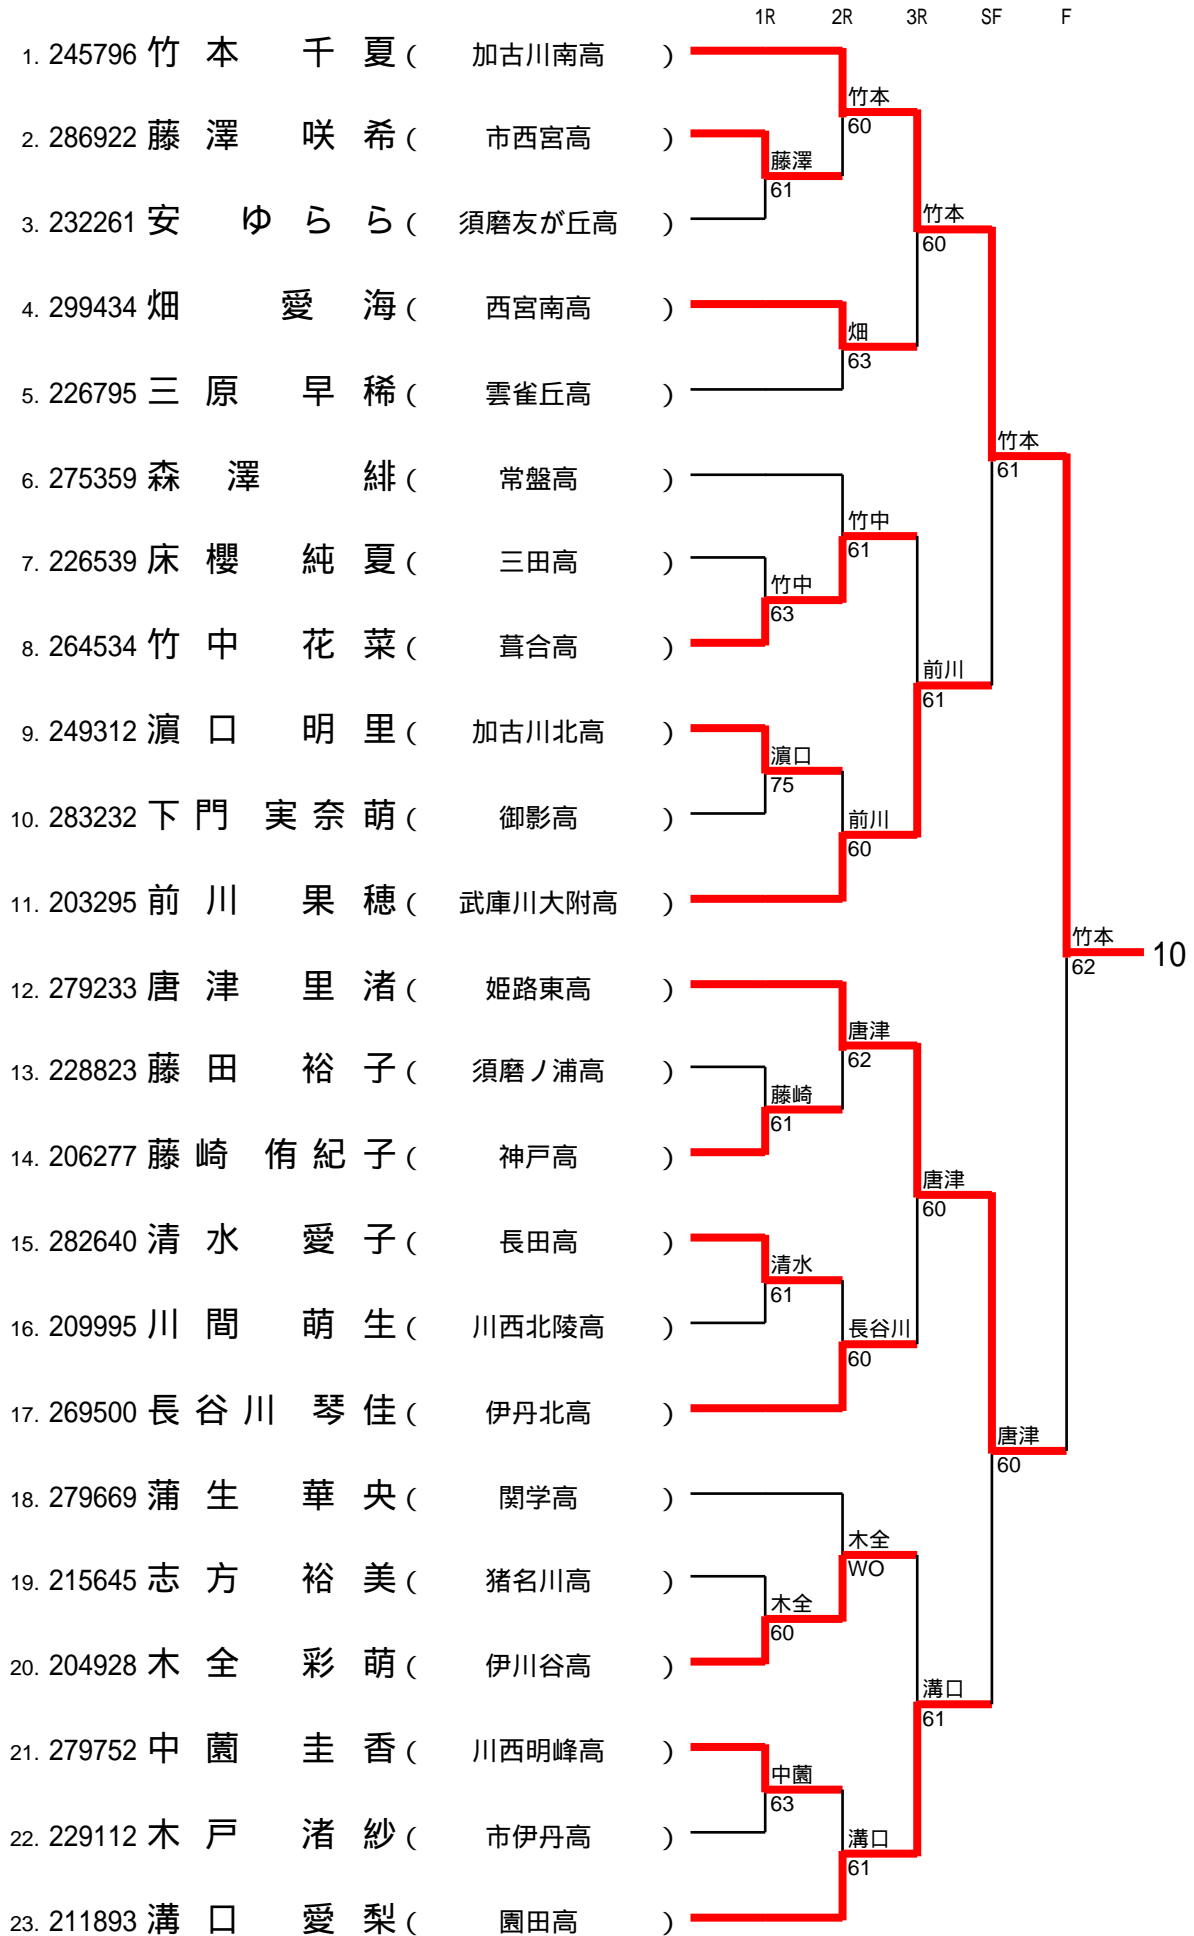 1R 2R 3R SF F
1. 245796 竹本 千夏 ( 加古川南高 )
竹本
60
2. 286922 藤澤 咲希 ( 市西宮高 )
藤澤
61
3. 232261 安 ゆらら ( 須磨友が丘高 )
竹本
60
4. 299434 畑 愛海 ( 西宮南高 )
畑
63
5. 226795 三原 早稀 ( 雲雀丘高 )
竹本
61
6. 275359 森澤 緋 ( 常盤高 )
竹中
61
7. 226539 床櫻 純夏 ( 三田高 )
竹中
63
8. 264534 竹中 花菜 ( 葺合高 )
前川
61
9. 249312 濵口 明里 ( 加古川北高 )
濵口
75
10. 283232 下門 実奈萌 ( 御影高 )
前川
60
11. 203295 前川 果穂 ( 武庫川大附高 )
竹本
62
10
12. 279233 唐津 里渚 ( 姫路東高 )
唐津
62
13. 228823 藤田 裕子 ( 須磨ノ浦高 )
藤崎
61
14. 206277 藤崎 侑紀子 ( 神戸高 )
唐津
60
15. 282640 清水 愛子 ( 長田高 )
清水
61
16. 209995 川間 萌生 ( 川西北陵高 )
長谷川
60
17. 269500 長谷川 琴佳 ( 伊丹北高 )
唐津
60
18. 279669 蒲生 華央 ( 関学高 )
木全
WO
19. 215645 志方 裕美 ( 猪名川高 )
木全
60
20. 204928 木全 彩萌 ( 伊川谷高 )
溝口
61
21. 279752 中薗 圭香 ( 川西明峰高 )
中薗
63
22. 229112 木戸 渚紗 ( 市伊丹高 )
溝口
61
23. 211893 溝口 愛梨 ( 園田高 )